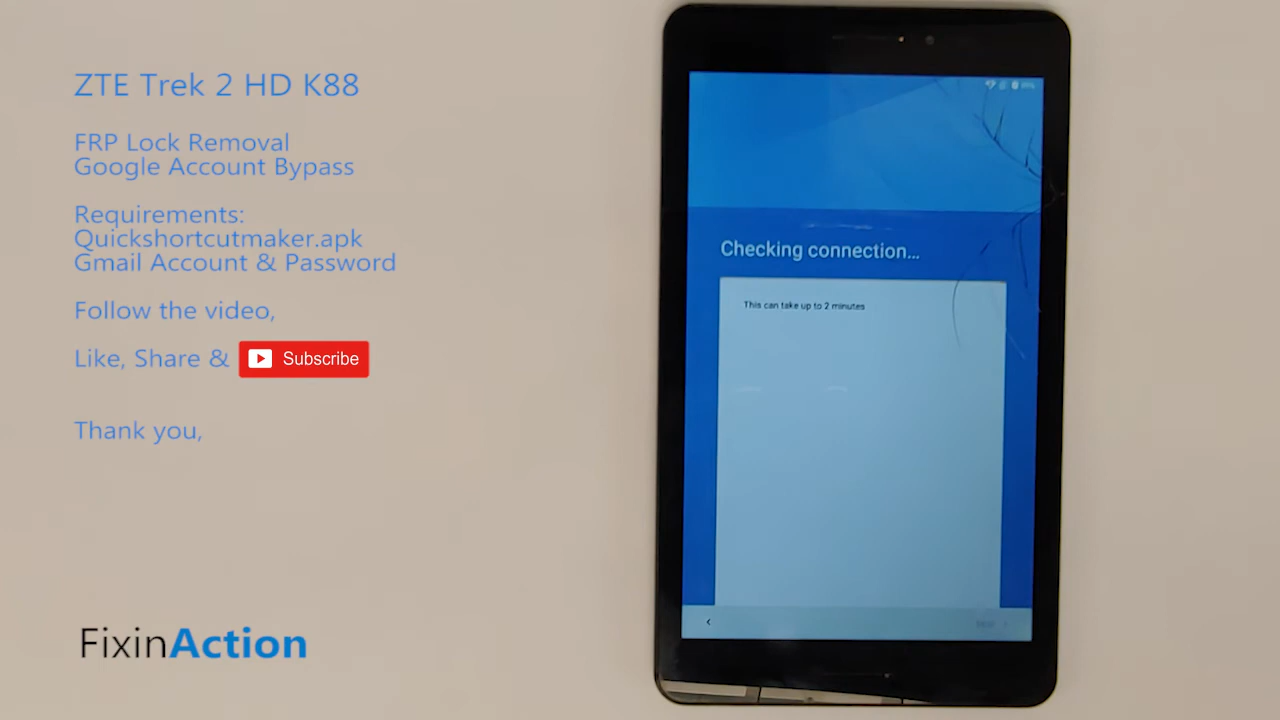 ZTE Trek 2 HD K88
FRP Lock Removal
Google Account Bypass
Requirements:
Quickshortcutmaker.apk
Gmail Account & Password
Follow the video,
Like, Share & Subscribe
Thank you,
FixinAction
Checking connection...
This can take up to 2 minutes